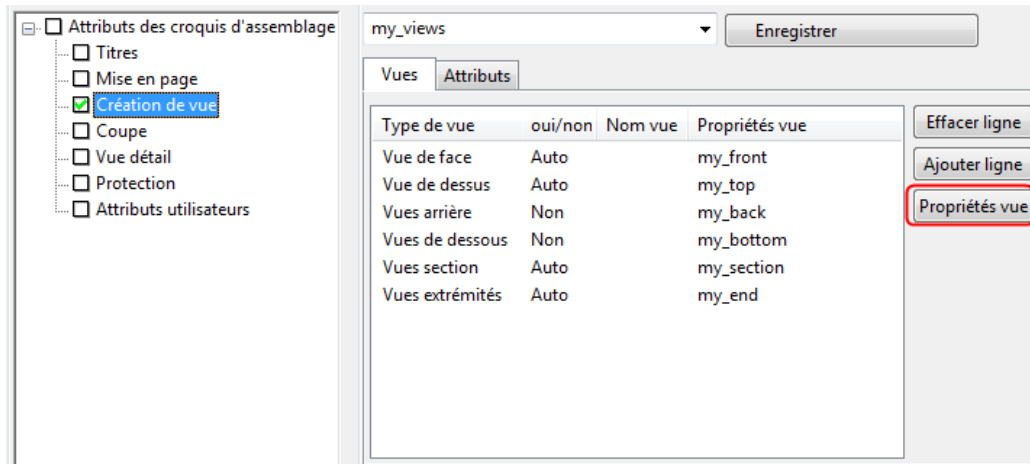 Attributs des croquis d'assemblage
Titres
Mise en page
Création de vue
Coupe
Vue détail
Protection
Attributs utilisateurs
my_views
Enregistrer
Vues Attributs
Type de vue oui/non Nom vue Propriétés vue
Vue de face Auto my_front
Vue de dessus Auto my_top
Vues arrière Non my_back
Vues de dessous Non my_bottom
Vues section Auto my_section
Vues extrémités Auto my_end
Effacer ligne
Ajouter ligne
Propriétés vue